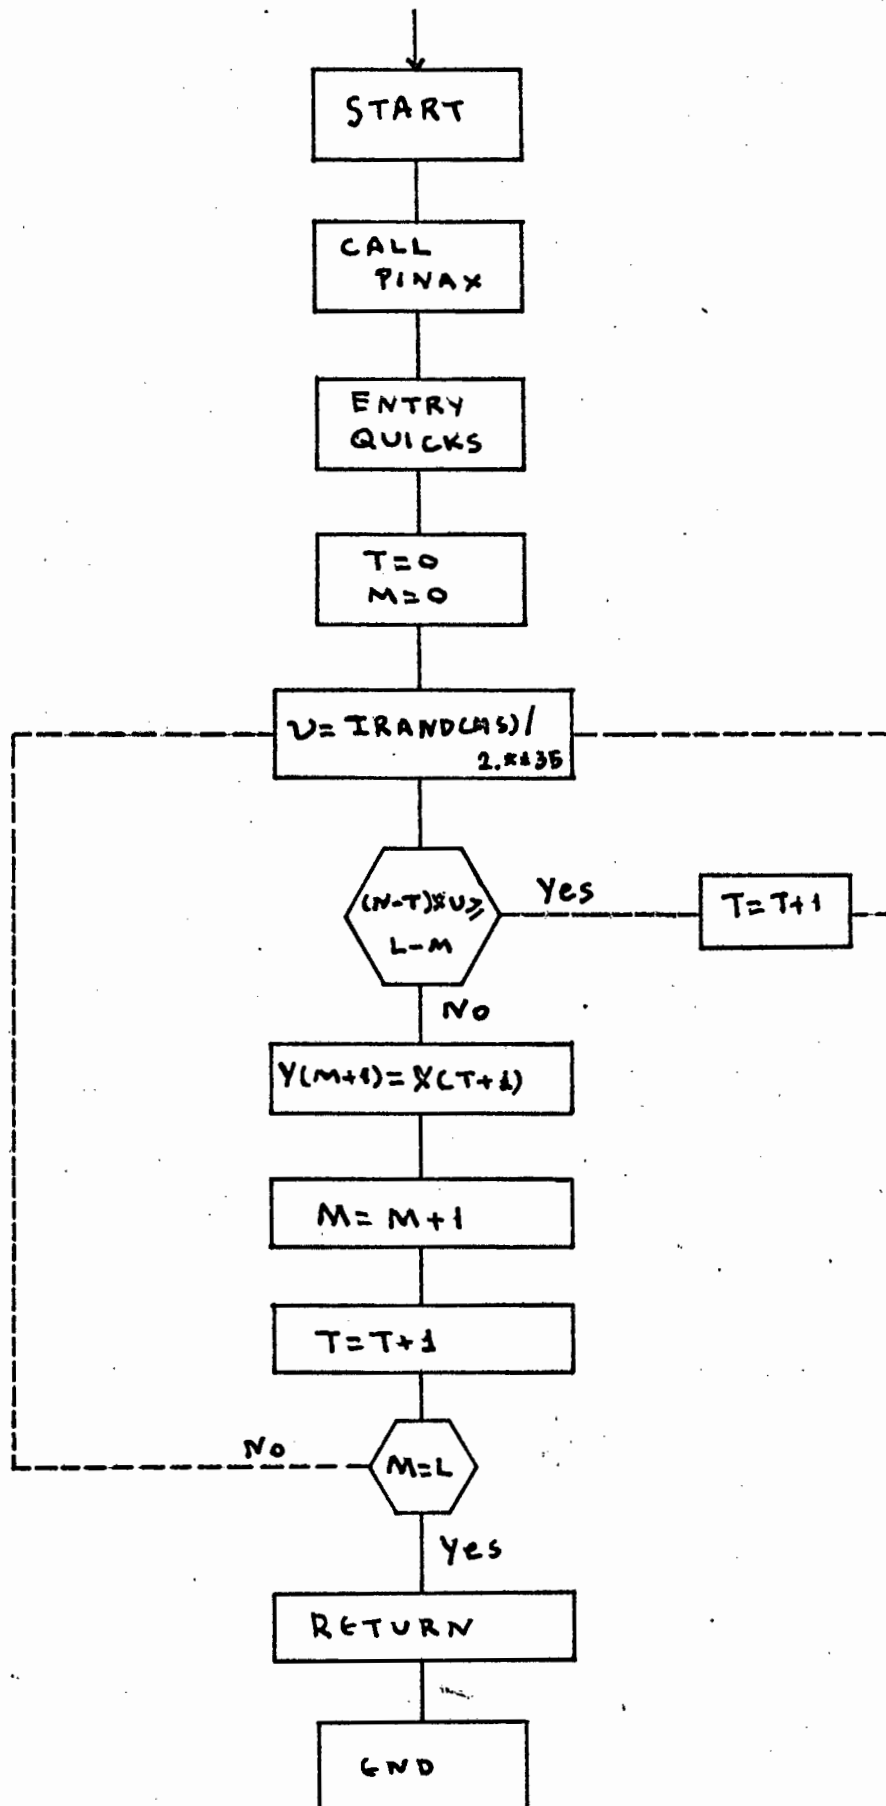 START
CALL
PINAX
ENTRY
QUICKS
T=0
M=0
U=IRAND(MS)/
2.**35
(N-T)*U≥
L-M
Yes
T=T+1
No
Y(M+1)=X(T+1)
M=M+1
T=T+1
No
M=L
Yes
RETURN
END